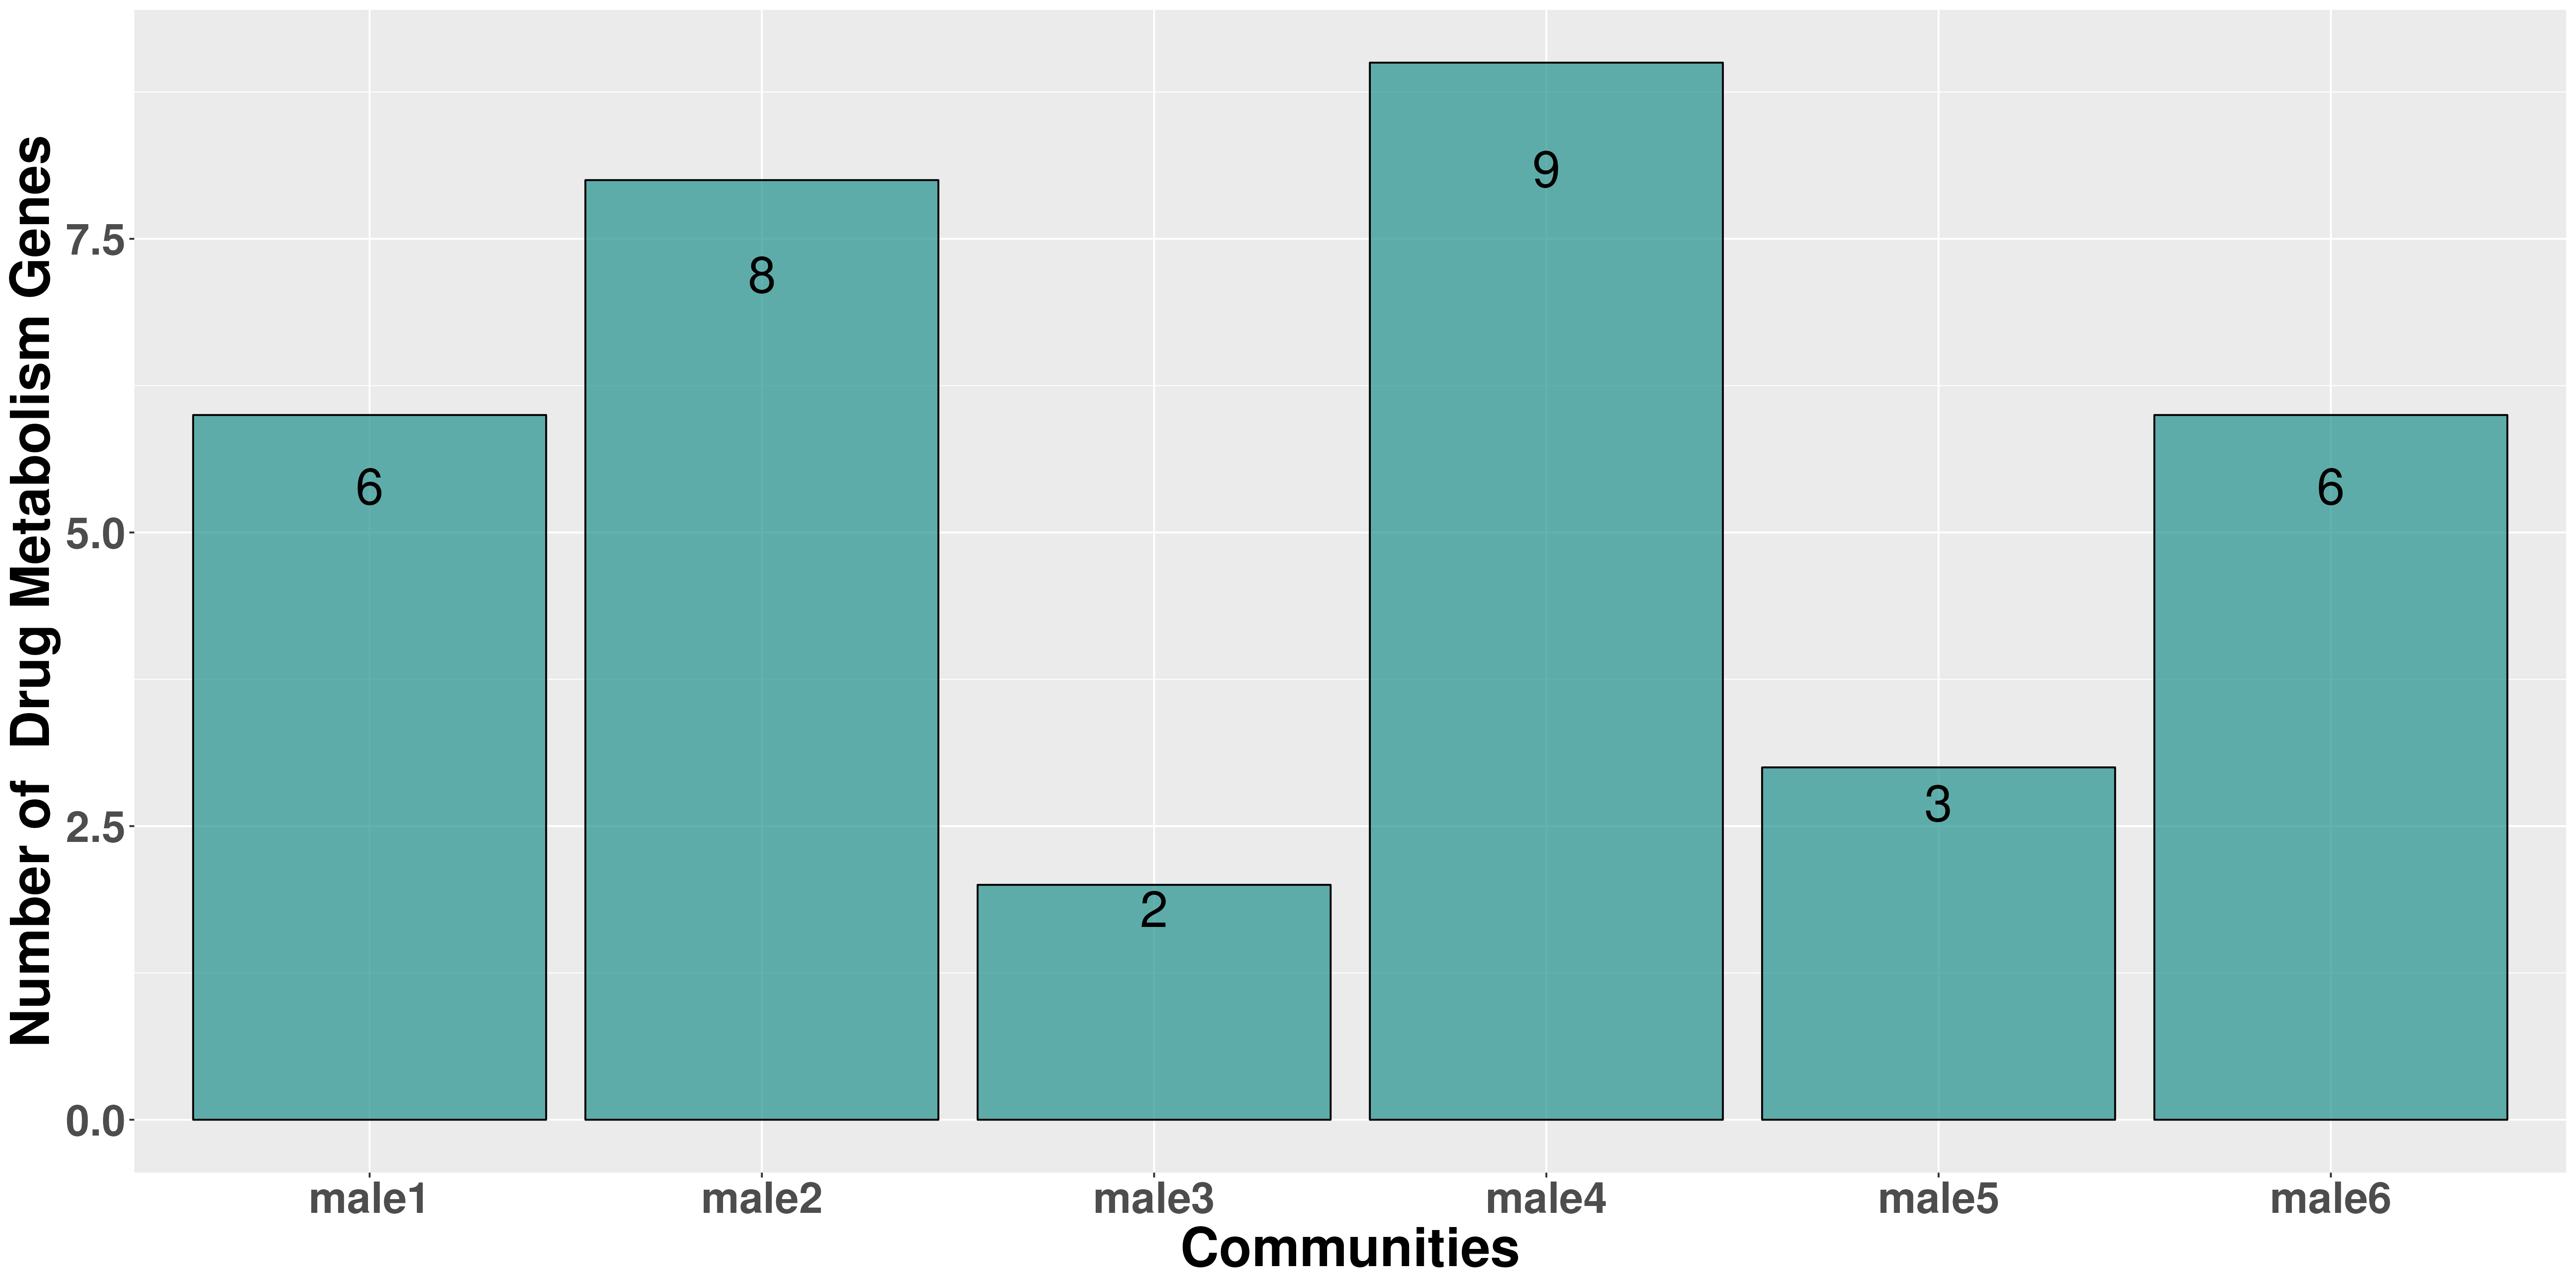 Number of  Drug Metabolism Genes
7.5
5.0
2.5
0.0
6
8
2
9
3
6
male1
male2
male3
male4
male5
male6
Communities